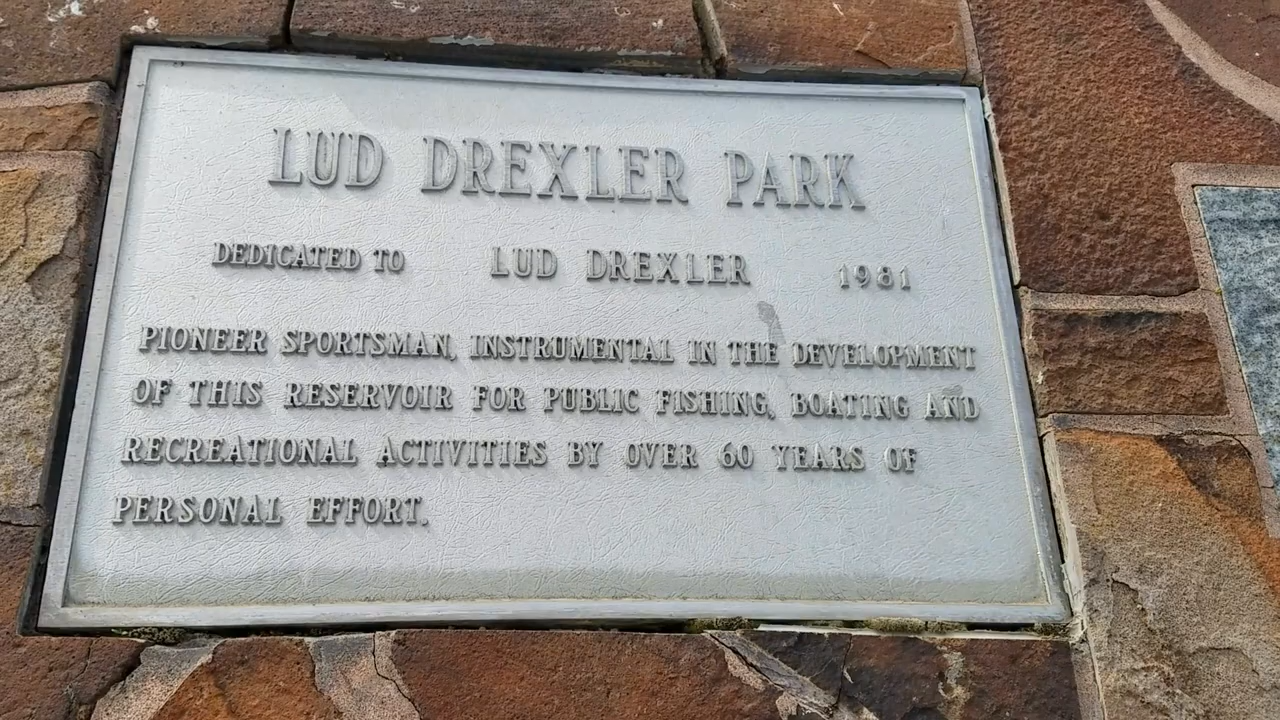 LUD DREXLER PARK
DEDICATED TO LUD DREXLER 1981
PIONEER SPORTSMAN, INSTRUMENTAL IN THE DEVELOPMENT
OF THIS RESERVOIR FOR PUBLIC FISHING, BOATING AND
RECREATIONAL ACTIVITIES BY OVER 60 YEARS OF
PERSONAL EFFORT.